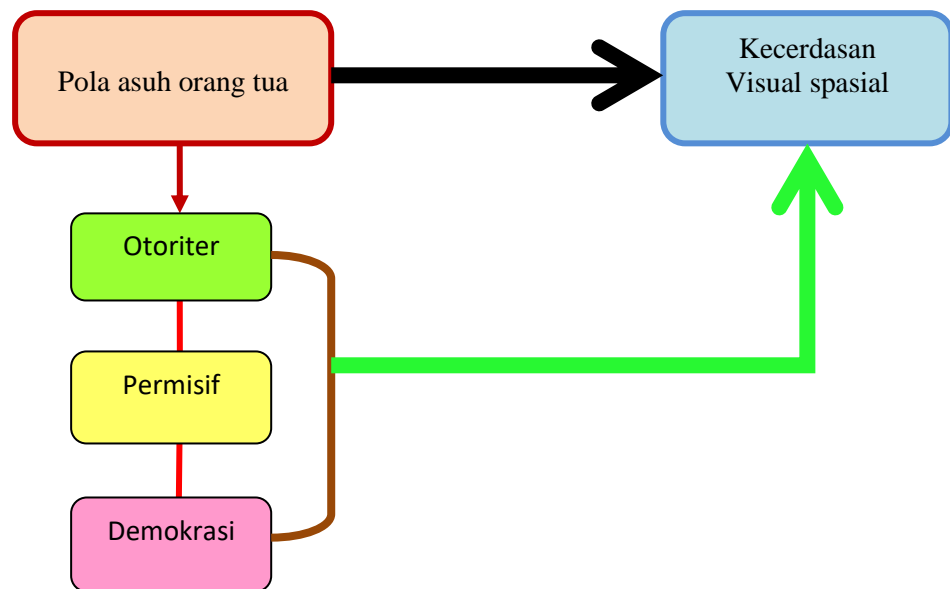 Pola asuh orang tua
Kecerdasan
Visual spasial
Otoriter
Permisif
Demokrasi